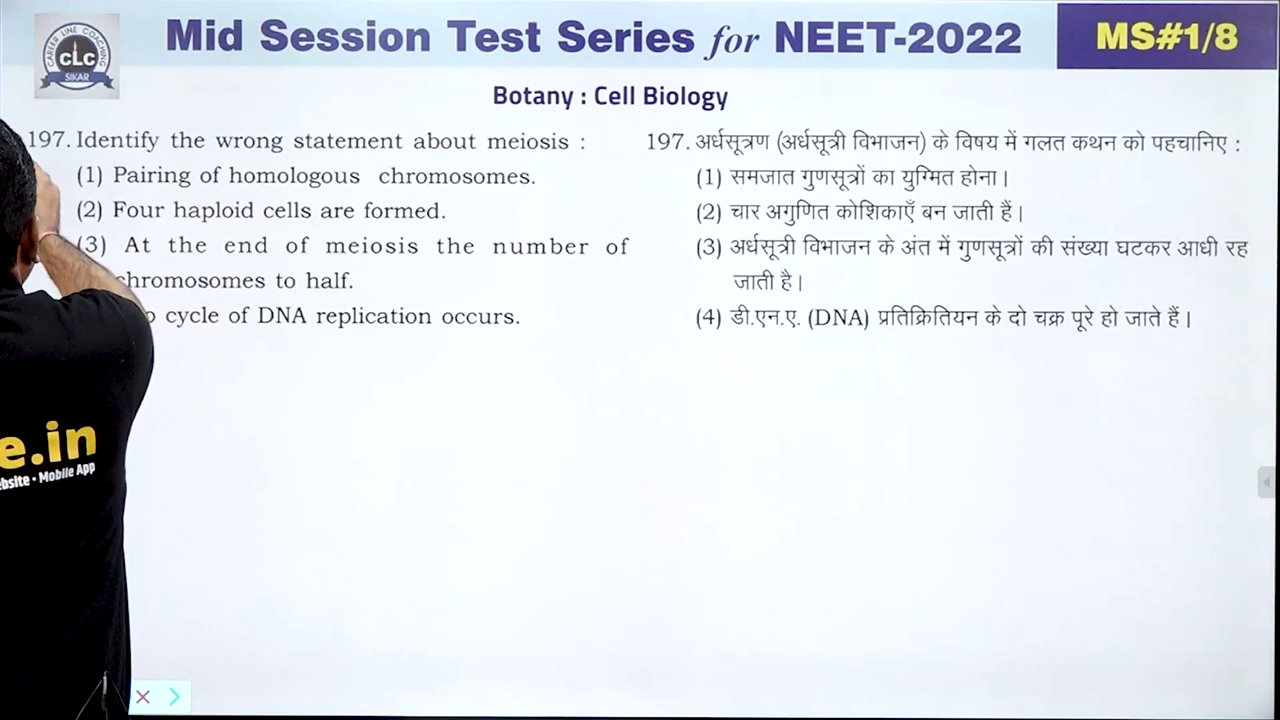 Mid Session Test Series for NEET-2022
MS#1/8
CAREER LINE COACHING
CLC
SIKAR
Botany : Cell Biology
197. Identify the wrong statement about meiosis :
(1) Pairing of homologous chromosomes.
(2) Four haploid cells are formed.
(3) At the end of meiosis the number of
chromosomes to half.
cycle of DNA replication occurs.
197. अर्धसूत्रण (अर्धसूत्री विभाजन) के विषय में गलत कथन को पहचानिए :
(1) समजात गुणसूत्रों का युग्मित होना।
(2) चार अगुणित कोशिकाएँ बन जाती हैं।
(3) अर्धसूत्री विभाजन के अंत में गुणसूत्रों की संख्या घटकर आधी रह
जाती है।
(4) डी.एन.ए. (DNA) प्रतिक्रितियन के दो चक्र पूरे हो जाते हैं।
e.in
Mobile App